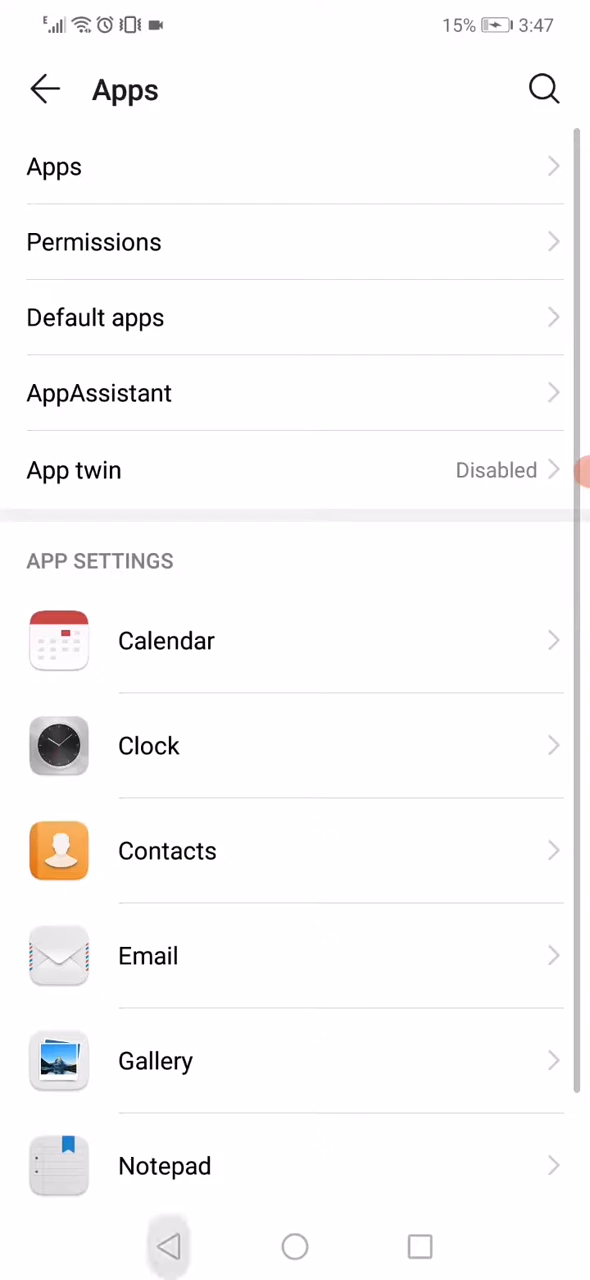 E 15% 3:47
Apps
Apps
Permissions
Default apps
AppAssistant
App twin Disabled
APP SETTINGS
Calendar
Clock
Contacts
Email
Gallery
Notepad